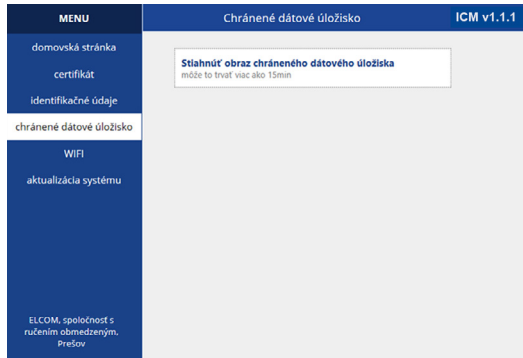 MENU
Chránené dátové úložisko
ICM v1.1.1
domovská stránka
certifikát
identifikačné údaje
chránené dátové úložisko
WIFI
aktualizácia systému
Stiahnúť obraz chráneného dátového úložiska
môže to trvať viac ako 15min
ELCOM, spoločnosť s
ručením obmedzeným,
Prešov